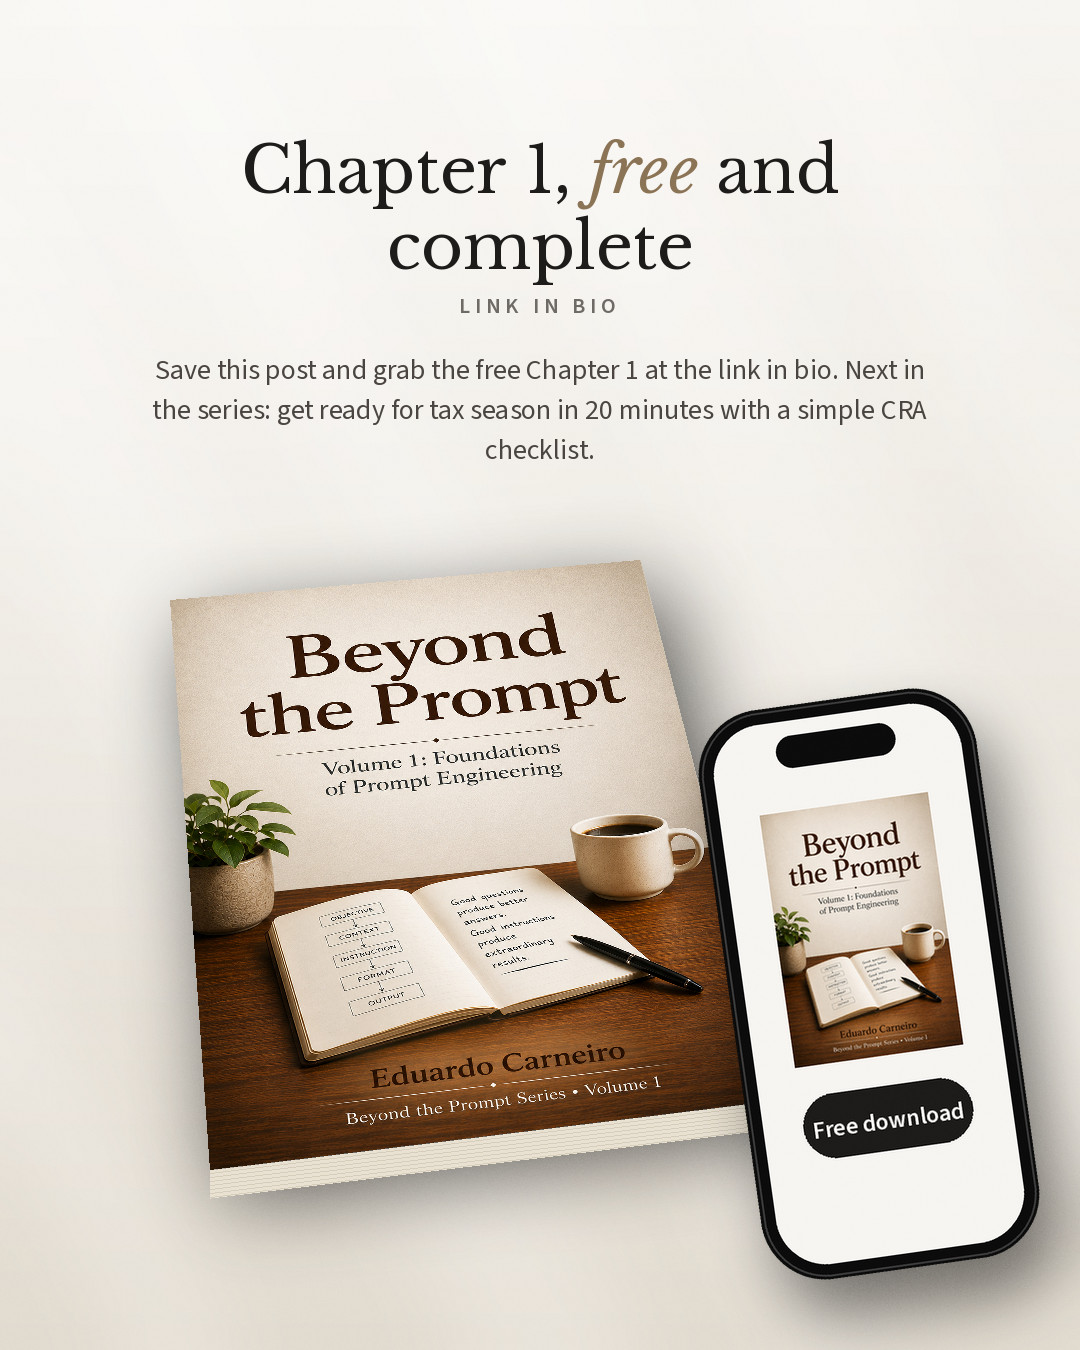 Chapter 1, free and
complete
LINK IN BIO
Save this post and grab the free Chapter 1 at the link in bio. Next in
the series: get ready for tax season in 20 minutes with a simple CRA
checklist.
Beyond
the Prompt
Volume 1: Foundations
of Prompt Engineering
OBJECTIVE
CONTEXT
INSTRUCTION
FORMAT
OUTPUT
Good questions
produce better
answers.
Good instructions
produce
extraordinary
results.
Eduardo Carneiro
Beyond the Prompt Series • Volume 1
Beyond
the Prompt
Volume 1: Foundations
of Prompt Engineering
Eduardo Carneiro
Beyond the Prompt Series • Volume 1
Free download